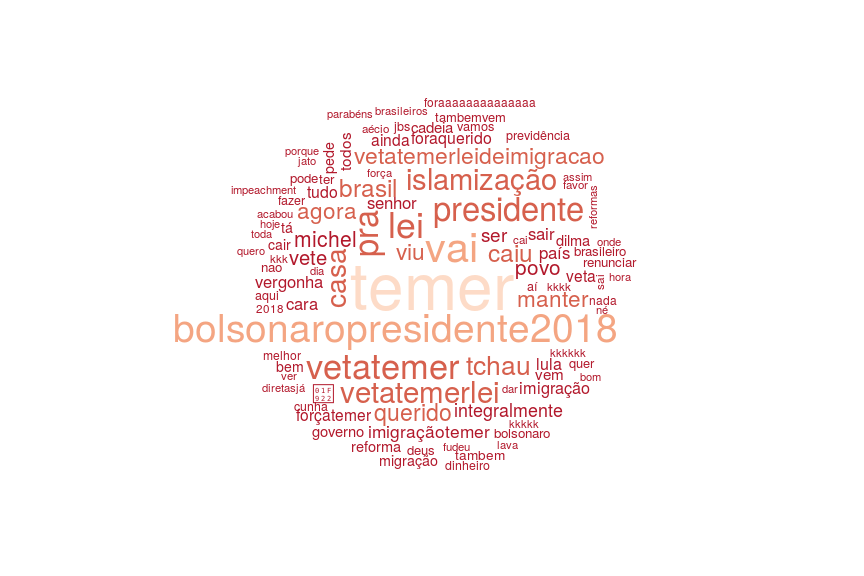 foraaaaaaaaaaaaaa
parabéns brasileiros tambemvem
aécio jbs cadeia vamos
ainda foraquerido previdência
porque jato pede todos vetatemerleideimigracao
força
podeter islamização assim favor
impeachment tudo brasil
fazer senhor presidente reformas
acabou agora
hoje tá pra lei
toda michel ser cai sair dilma onde
quero cair viu vai caiu país brasileiro
kkk vete povo renunciar
nao dia casa veta sai hora
vergonha temer aí kkkk
aqui manter nada
2018 cara né
bolsonaropresidente2018
melhor kkkkkk
bem vetatemer tchau lula quer
ver vem bom
diretasjá 01F922 vetatemerlei dar imigração
cunha
forçatemer querido integralmente
kkkkk
governo imigraçãotemer bolsonaro
reforma deus fudeu lava
migração tambem
dinheiro